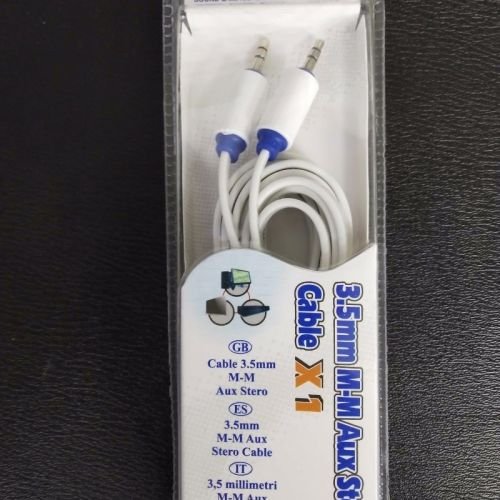 GB
Cable 3.5mm
M-M
Aux Stero
ES
3.5mm
M-M Aux
Stero Cable
IT
3,5 millimetri
M-M Aux
3.5mm M-M Aux St
Cable X 1